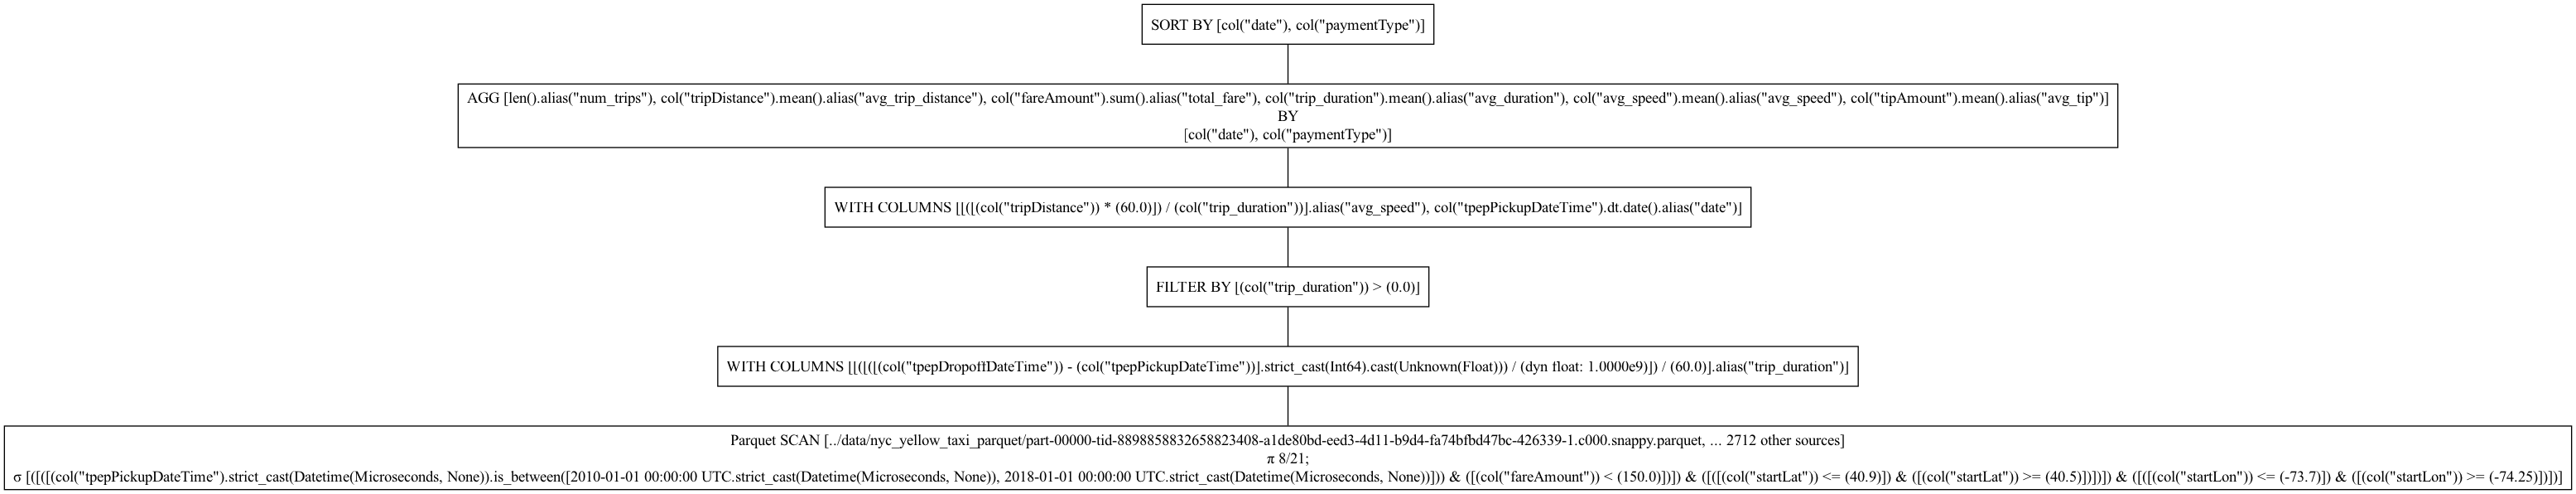 SORT BY [col("date"), col("paymentType")]
AGG [len().alias("num_trips"), col("tripDistance").mean().alias("avg_trip_distance"), col("fareAmount").sum().alias("total_fare"), col("trip_duration").mean().alias("avg_duration"), col("avg_speed").mean().alias("avg_speed"), col("tipAmount").mean().alias("avg_tip")]
BY
[col("date"), col("paymentType")]
WITH COLUMNS [[([(col("tripDistance")) * (60.0)]) / (col("trip_duration"))].alias("avg_speed"), col("tpepPickupDateTime").dt.date().alias("date")]
FILTER BY [(col("trip_duration")) > (0.0)]
WITH COLUMNS [[([([(col("tpepDropoffDateTime")) - (col("tpepPickupDateTime"))].strict_cast(Int64).cast(Unknown(Float))) / (dyn float: 1.0000e9)]) / (60.0)].alias("trip_duration")]
Parquet SCAN [../data/nyc_yellow_taxi_parquet/part-00000-tid-8898858832658823408-a1de80bd-eed3-4d11-b9d4-fa74bfbd47bc-426339-1.c000.snappy.parquet, ... 2712 other sources]
π 8/21;
σ [([([([(col("tpepPickupDateTime").strict_cast(Datetime(Microseconds, None)).is_between([2010-01-01 00:00:00 UTC.strict_cast(Datetime(Microseconds, None)), 2018-01-01 00:00:00 UTC.strict_cast(Datetime(Microseconds, None))])) & ([(col("fareAmount")) < (150.0)])]) & ([([(col("startLat")) <= (40.9)]) & ([(col("startLat")) >= (40.5)])])]) & ([([(col("startLon")) <= (-73.7)]) & ([(col("startLon")) >= (-74.25)])])]